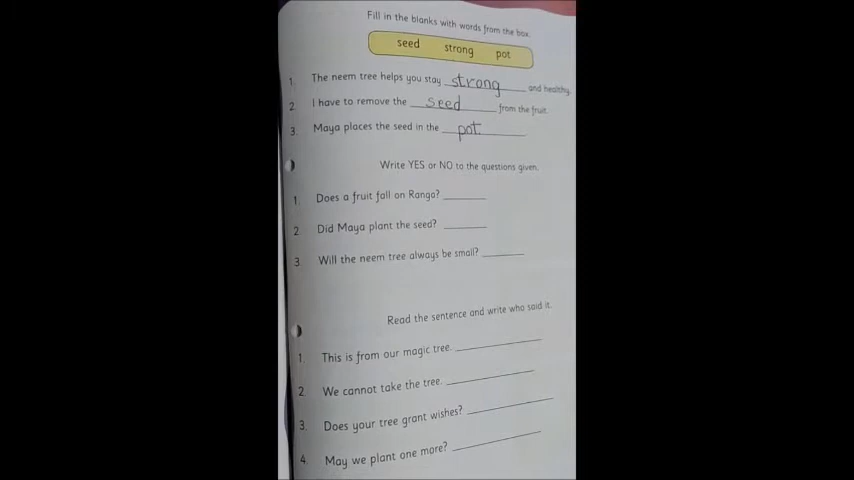 Fill in the blanks with words from the box.
seed strong pot
1. The neem tree helps you stay strong and healthy.
2. I have to remove the seed from the fruit.
3. Maya places the seed in the pot.
Write YES or NO to the questions given.
1. Does a fruit fall on Ranga?
2. Did Maya plant the seed?
3. Will the neem tree always be small?
Read the sentence and write who said it.
1. This is from our magic tree.
2. We cannot take the tree.
3. Does your tree grant wishes?
4. May we plant one more?